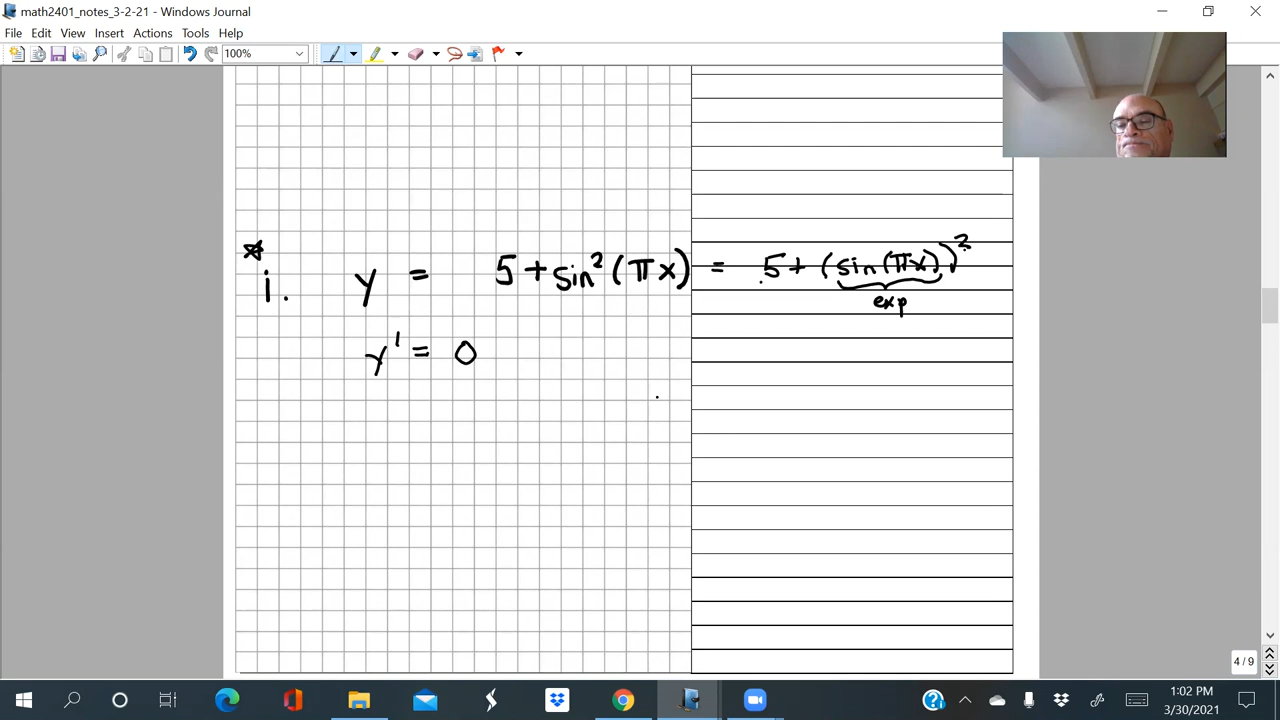 math2401_notes_3-2-21 - Windows Journal
File Edit View Insert Actions Tools Help
100%
* i. y = 5 + sin²(πx) = 5 + (sin(πx))²
exp
y' = 0
4 / 9
1:02 PM
3/30/2021